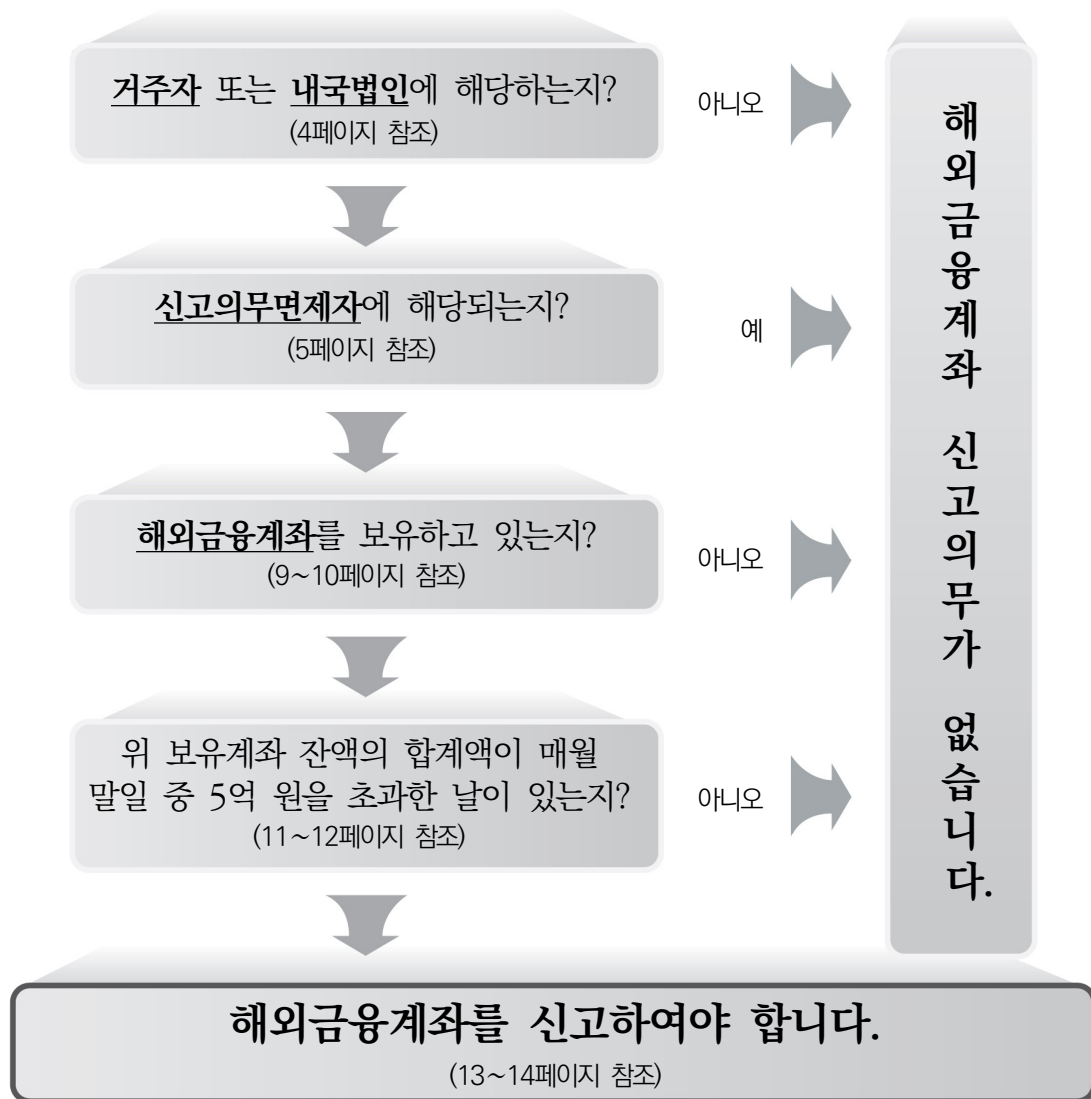 거주자 또는 내국법인에 해당하는지?
(4페이지 참조)
아니오
신고의무면제자에 해당되는지?
(5페이지 참조)
예
해외금융계좌를 보유하고 있는지?
(9~10페이지 참조)
아니오
위 보유계좌 잔액의 합계액이 매월
말일 중 5억 원을 초과한 날이 있는지?
(11~12페이지 참조)
아니오
해외금융계좌 신고의무가 없습니다.
해외금융계좌를 신고하여야 합니다.
(13~14페이지 참조)